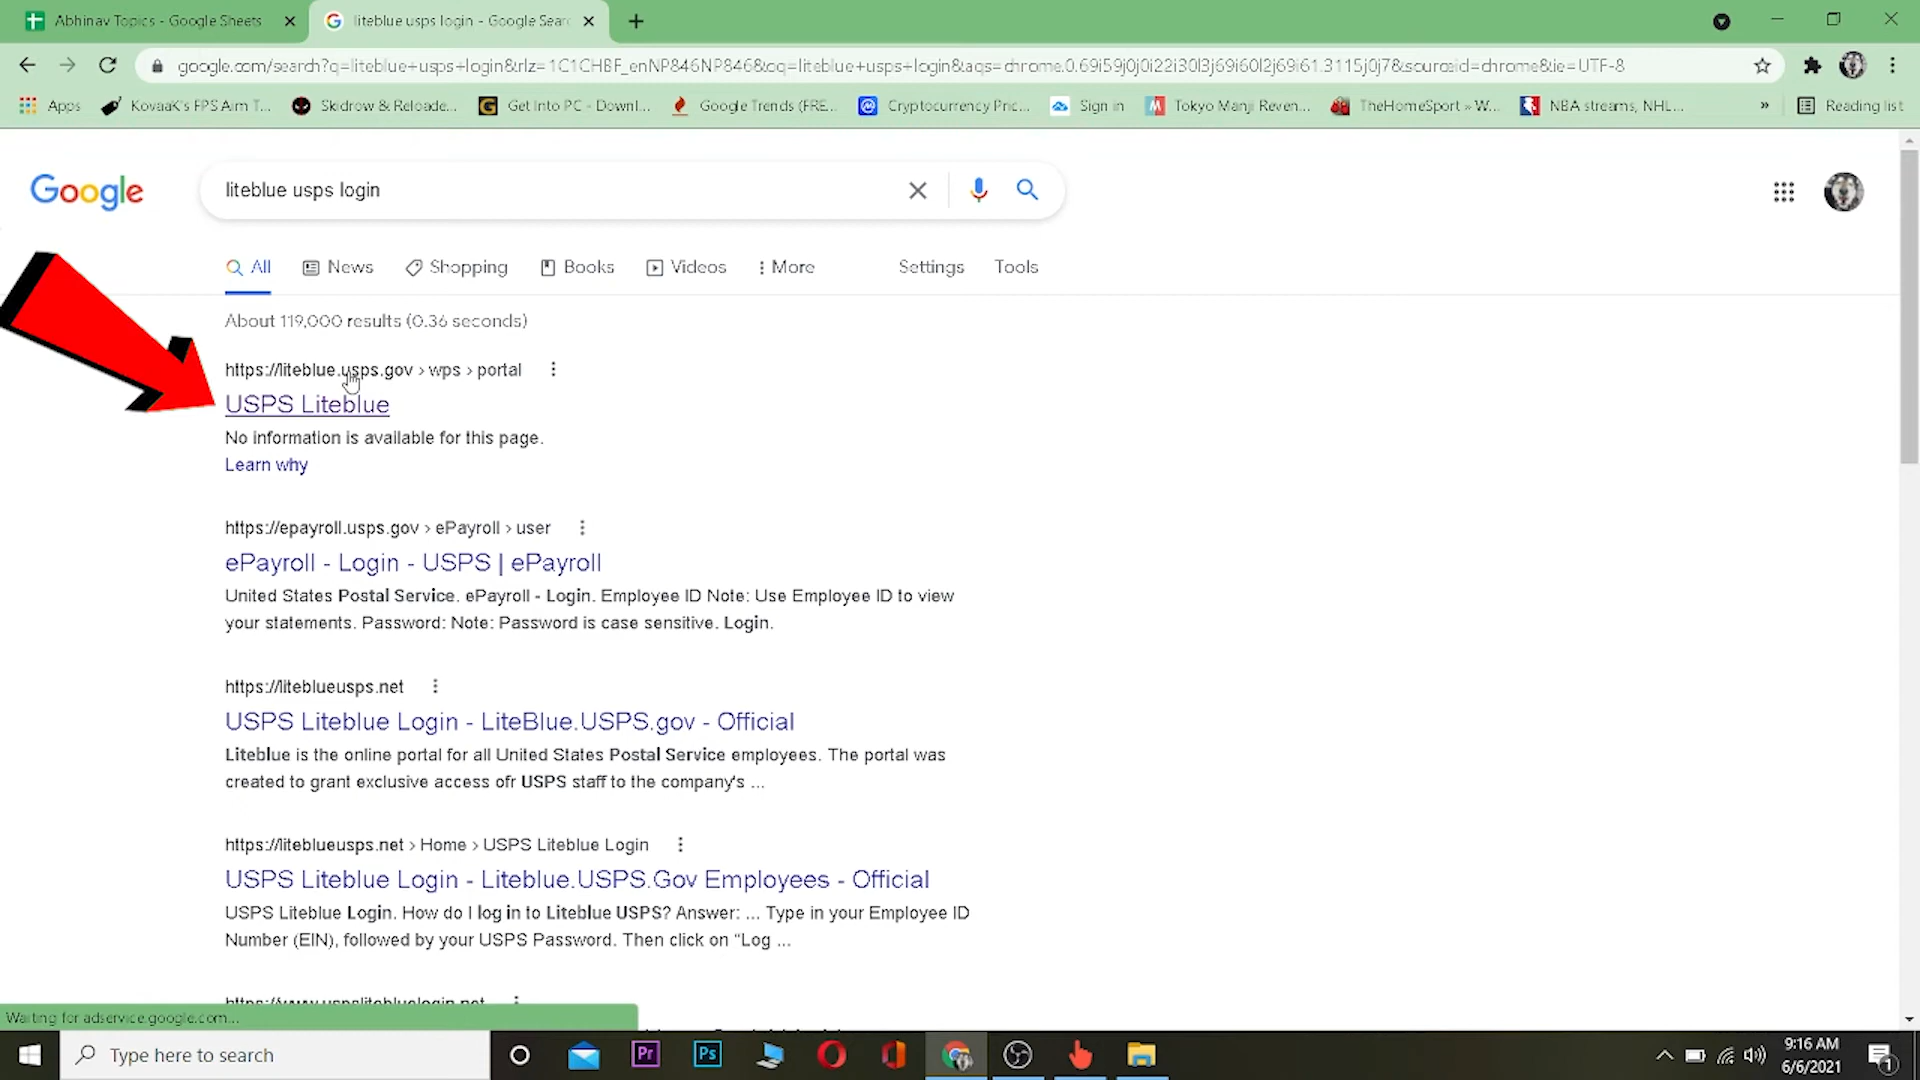 Abhinav Topics - Google Sheets
liteblue usps login - Google Sear
google.com/search?q=liteblue+usps+login&rlz=1C1CHBF_enNP846NP846&oq=liteblue+usps+login&aqs=chrome.0.69i59j0j0i22i30l3j69i60l2j69i61.3115j0j7&sourceid=chrome&ie=UTF-8
Apps
KovaaK's FPS Aim T...
Skidrow & Reloade...
Get Into PC - Downl...
Google Trends (FRE...
Cryptocurrency Pric...
Sign in
Tokyo Manji Reven...
TheHomeSport » W...
NBA streams, NHL...
»
Reading list
Google
liteblue usps login
All
News
Shopping
Books
Videos
More
Settings
Tools
About 119,000 results (0.36 seconds)
https://liteblue.usps.gov › wps › portal
USPS Liteblue
No information is available for this page.
Learn why
https://epayroll.usps.gov › ePayroll › user
ePayroll - Login - USPS | ePayroll
United States Postal Service. ePayroll - Login. Employee ID Note: Use Employee ID to view
your statements. Password: Note: Password is case sensitive. Login.
https://liteblueusps.net
USPS Liteblue Login - LiteBlue.USPS.gov - Official
Liteblue is the online portal for all United States Postal Service employees. The portal was
created to grant exclusive access ofr USPS staff to the company's ...
https://liteblueusps.net › Home › USPS Liteblue Login
USPS Liteblue Login - Liteblue.USPS.Gov Employees - Official
USPS Liteblue Login. How do I log in to Liteblue USPS? Answer: ... Type in your Employee ID
Number (EIN), followed by your USPS Password. Then click on “Log ...
https://www.uspsliteebluelogin.net
Waiting for adservice.google.com...
Type here to search
Pr
Ps
9:16 AM
6/6/2021
1